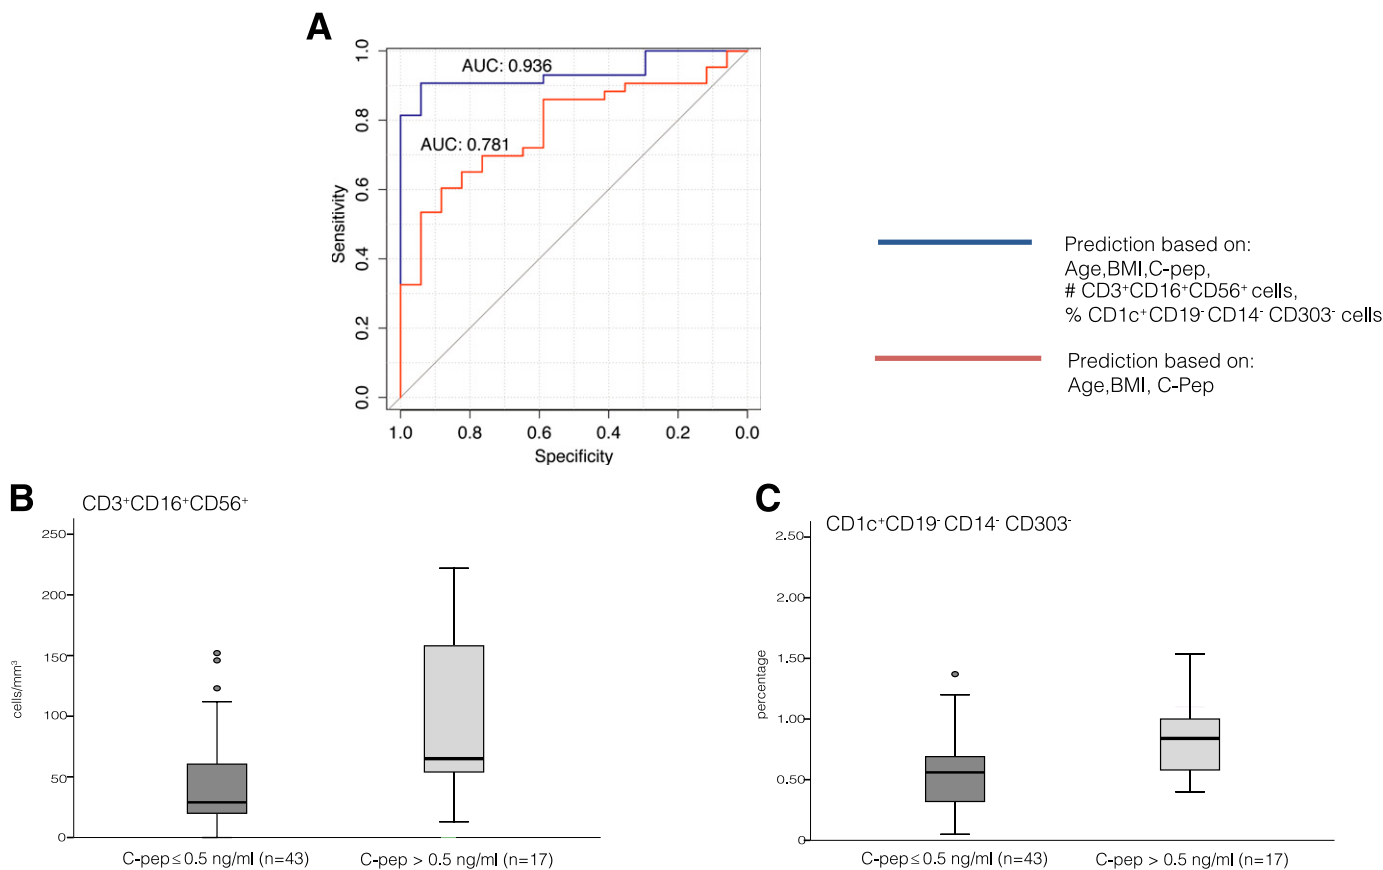 A
1.0
0.8
0.6
0.4
0.2
0.0
Sensitivity
AUC: 0.936
AUC: 0.781
1.0 0.8 0.6 0.4 0.2 0.0
Specificity
Prediction based on:
Age,BMI,C-pep,
# CD3⁺CD16⁺CD56⁺ cells,
% CD1c⁺CD19⁻CD14⁻ CD303⁻ cells
Prediction based on:
Age,BMI, C-Pep
B
CD3⁺CD16⁺CD56⁺
250
200
150
100
50
0
cells/mm³
C-pep ≤ 0.5 ng/ml (n=43) C-pep > 0.5 ng/ml (n=17)
C
CD1c⁺CD19⁻CD14⁻ CD303⁻
2.50
2.00
1.50
1.00
0.50
0
percentage
C-pep ≤ 0.5 ng/ml (n=43) C-pep > 0.5 ng/ml (n=17)